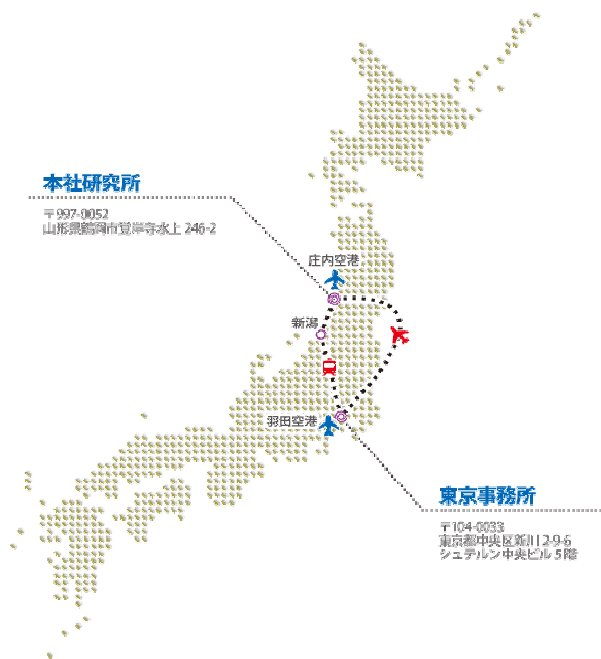 本社研究所
〒997-0052
山形県鶴岡市覚岸寺水上 246-2
庄内空港
新潟
羽田空港
東京事務所
〒104-0033
東京都中央区新川 2-9-6
シュテルン中央ビル 5 階